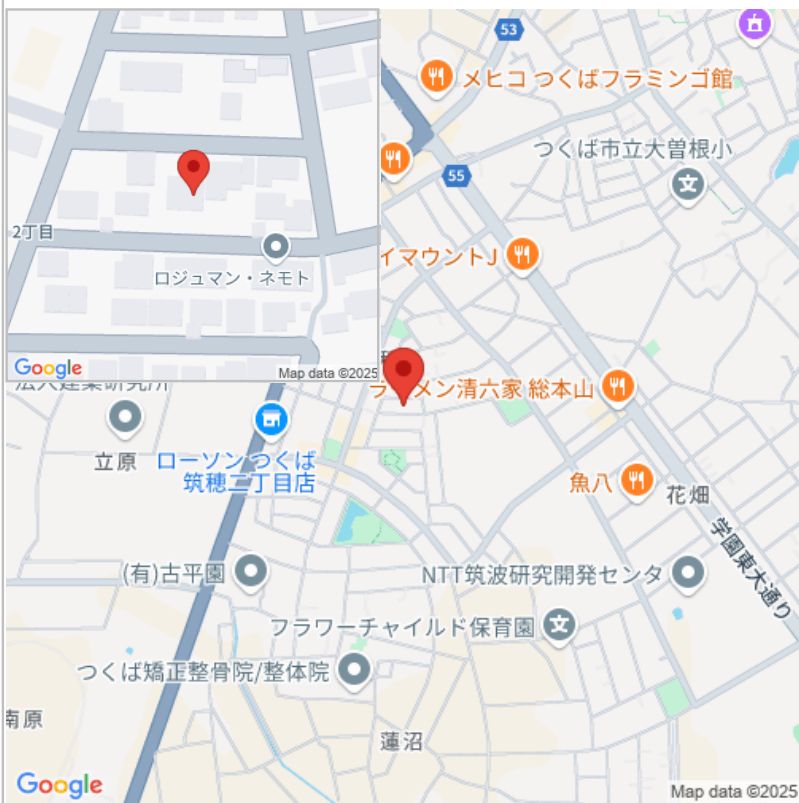 2丁目
ロジュマン・ネモト
Google
Map data ©2025
53
メヒコ つくばフラミンゴ館
つくば市立大曽根小
55
イマウントJ
ラーメン清六家 総本山
立原
ローソン つくば
筑穂二丁目店
魚八
花畑
学園東大通り
(有)古平園
NTT筑波研究開発センタ
フラワーチャイルド保育園
つくば矯正整骨院/整体院
南原
蓮沼
Google
Map data ©2025